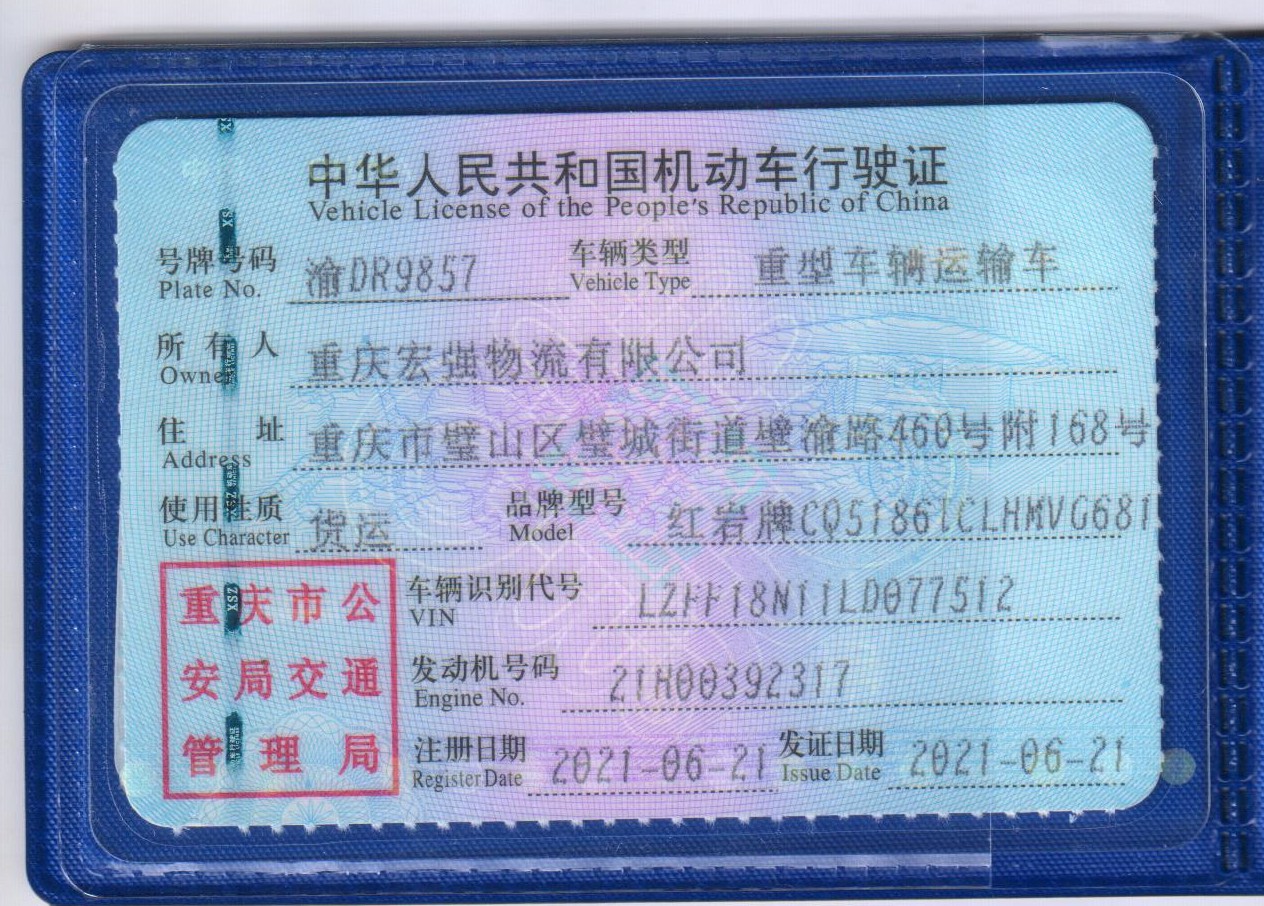 中华人民共和国机动车行驶证
Vehicle License of the People's Republic of China
号牌号码 渝DR9857 车辆类型 重型车辆运输车
Plate No. Vehicle Type
所有人 重庆宏强物流有限公司
Owner
住址 重庆市璧山区璧城街道璧渝路460号附168号
Address
使用性质 货运 品牌型号 红岩牌CQ5186TCLHMVG681
Use Character Model
重庆市公 车辆识别代号 LZFF18N11LD077512
VIN
安局交通 发动机号码 21H00392317
Engine No.
管理局 注册日期 2021-06-21 发证日期 2021-06-21
Register Date Issue Date